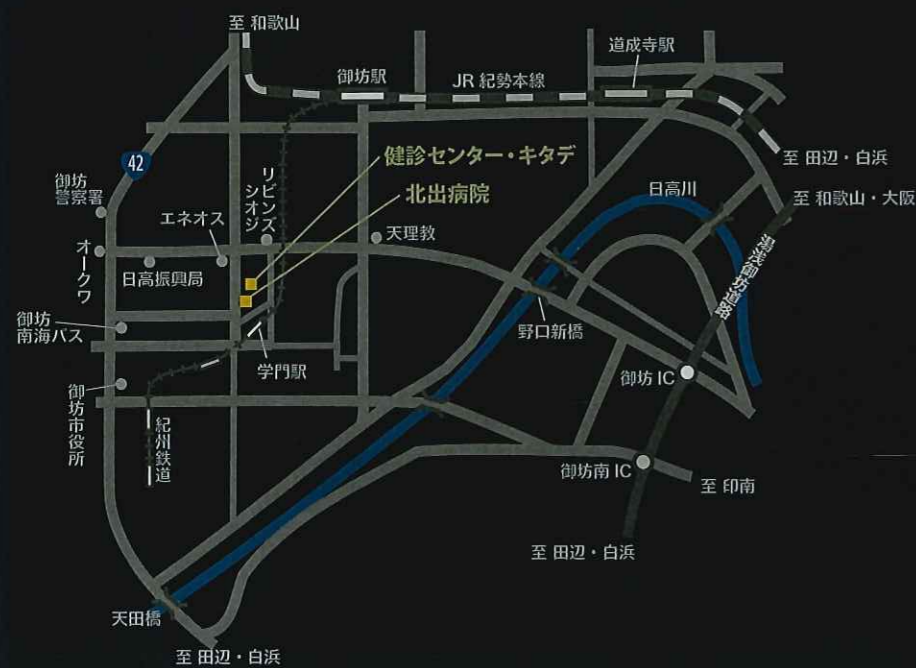 至 和歌山
道成寺駅
御坊駅
JR 紀勢本線
42
健診センター・キタデ
至 田辺・白浜
御坊
警察署
リビンズ
シオジ
北出病院
日高川
至 和歌山・大阪
エネオス
オークワ
天理教
日高振興局
湯浅御坊道路
御坊
南海バス
野口新橋
学門駅
御坊 IC
御坊市役所
紀州鉄道
御坊南 IC
至 印南
至 田辺・白浜
天田橋
至 田辺・白浜